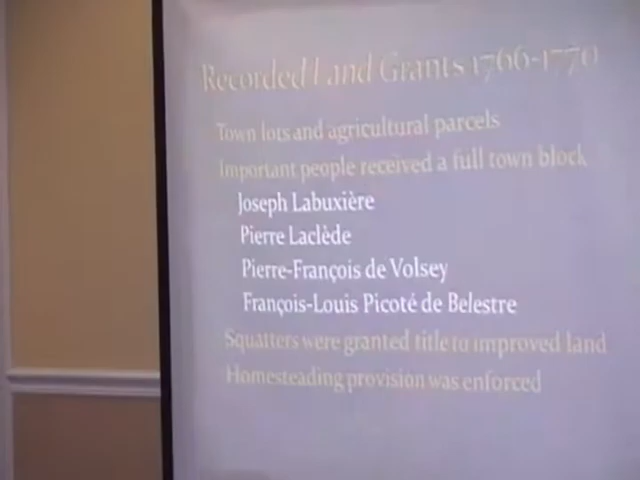 Recorded Land Grants 1766-1770
Town lots and agricultural parcels
Important people received a full town block
Joseph Labuxière
Pierre Laclède
Pierre-François de Volsey
François-Louis Picoté de Belestre
Squatters were granted title to improved land
Homesteading provision was enforced